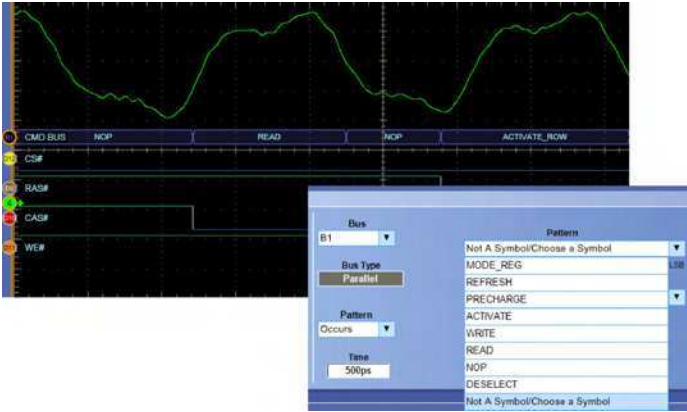 CMD BUS NOP READ NOP ACTIVATE_ROW
CS#
RAS#
4
CAS#
WE#
Bus
B1
Bus Type
Parallel
Pattern
Occurs
Time
500ps
Pattern
Not A Symbol/Choose a Symbol
MODE_REG
LSB
REFRESH
PRECHARGE
ACTIVATE
WRITE
READ
NOP
DESELECT
Not A Symbol/Choose a Symbol